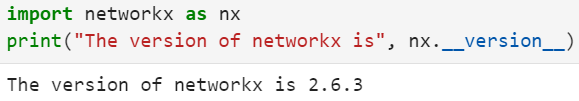 import networkx as nx
print("The version of networkx is", nx.__version__)
The version of networkx is 2.6.3